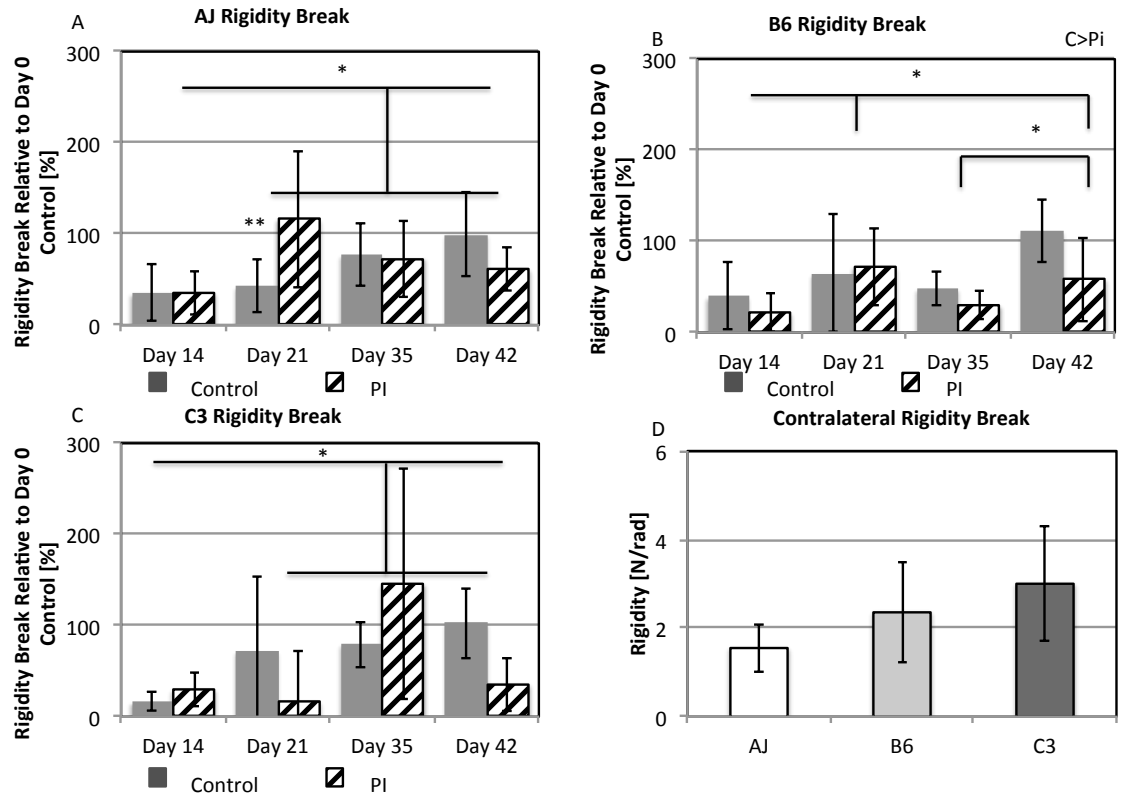 A
AJ Rigidity Break
Rigidity Break Relative to Day 0
Control [%]
300
200
100
0
*
**
Day 14
Day 21
Day 35
Day 42
Control
PI
B
B6 Rigidity Break
C>Pi
Rigidity Break Relative to Day 0
Control [%]
300
200
100
0
*
*
Day 14
Day 21
Day 35
Day 42
Control
PI
C
C3 Rigidity Break
Rigidity Break Relative to Day 0
Control [%]
300
200
100
0
*
Day 14
Day 21
Day 35
Day 42
Control
PI
D
Contralateral Rigidity Break
Rigidity [N/rad]
6
4
2
0
AJ
B6
C3